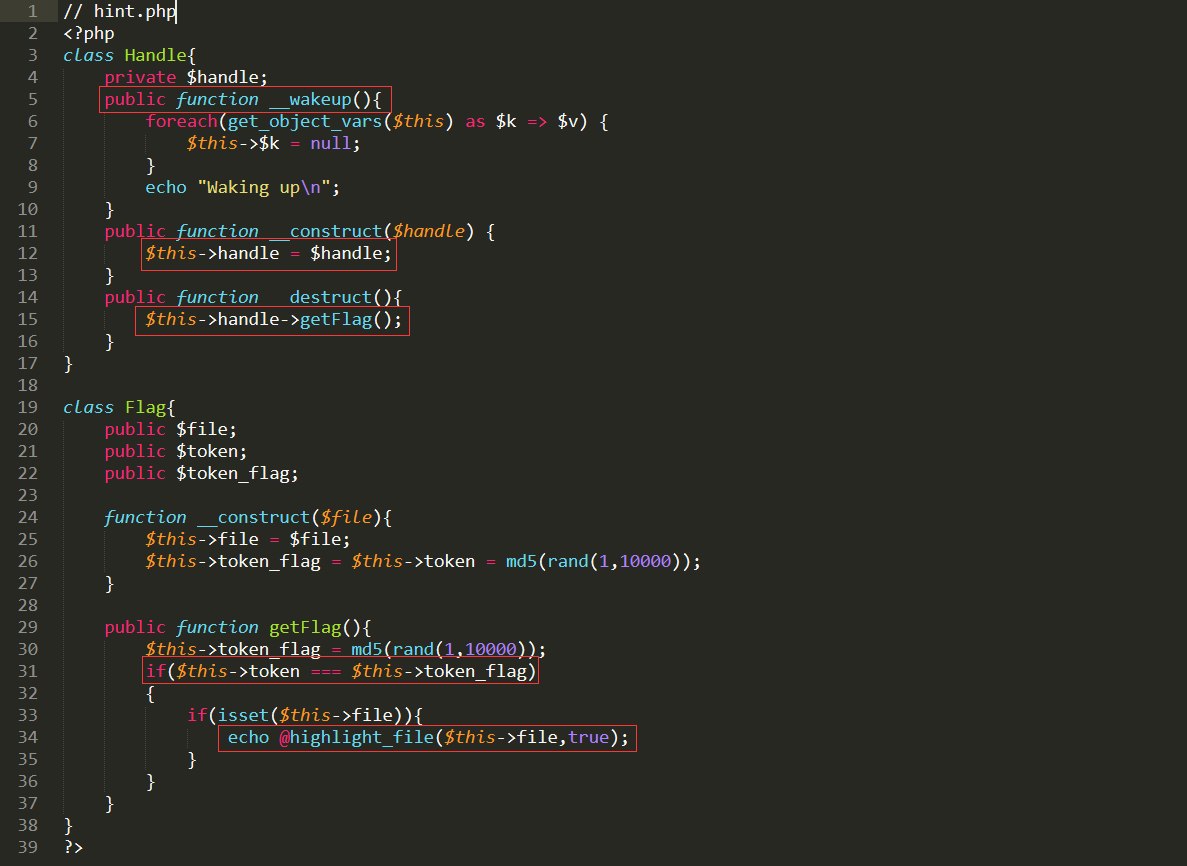 1 // hint.php
2 <?php
3 class Handle{
4     private $handle;
5     public function __wakeup(){
6         foreach(get_object_vars($this) as $k => $v) {
7             $this->$k = null;
8         }
9         echo "Waking up\n";
10     }
11     public function __construct($handle) {
12         $this->handle = $handle;
13     }
14     public function __destruct(){
15         $this->handle->getFlag();
16     }
17 }
18
19 class Flag{
20     public $file;
21     public $token;
22     public $token_flag;
23
24     function __construct($file){
25         $this->file = $file;
26         $this->token_flag = $this->token = md5(rand(1,10000));
27     }
28
29     public function getFlag(){
30         $this->token_flag = md5(rand(1,10000));
31         if($this->token === $this->token_flag)
32         {
33             if(isset($this->file)){
34                 echo @highlight_file($this->file,true);
35             }
36         }
37     }
38 }
39 ?>